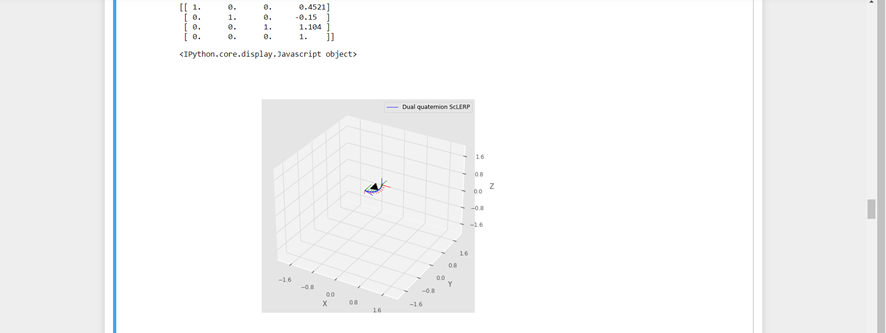 [[ 1.     0.     0.     0.4521]
 [ 0.     1.     0.    -0.15  ]
 [ 0.     0.     1.     1.104 ]
 [ 0.     0.     0.     1.    ]]
<IPython.core.display.Javascript object>
Dual quaternion ScLERP
1.6
0.8
0.0
Z
−0.8
−1.6
1.6
0.8
0.0
Y
−0.8
−1.6
−1.6
−0.8
0.0
X
0.8
1.6